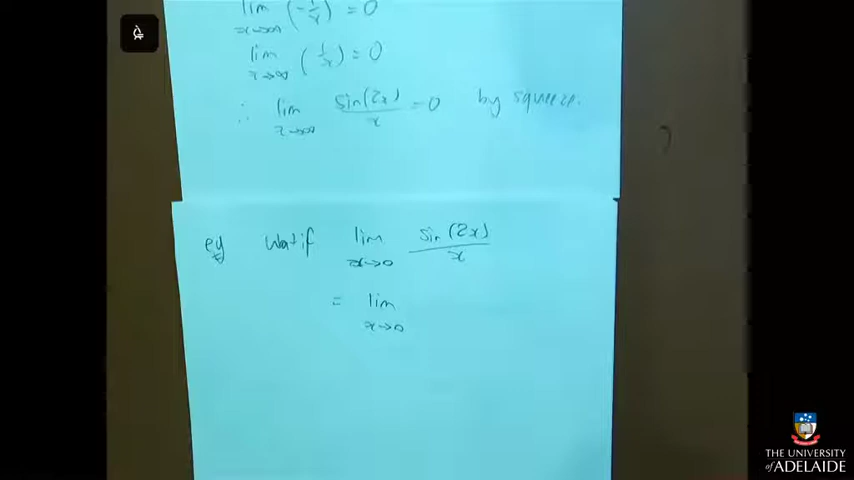 lim (-1/x) = 0
x→∞
lim (1/x) = 0
x→∞
∴ lim sin(2x)/x = 0 by squeeze.
x→∞
eg what if lim sin(2x)/x
x→0
= lim
x→0
THE UNIVERSITY
of ADELAIDE